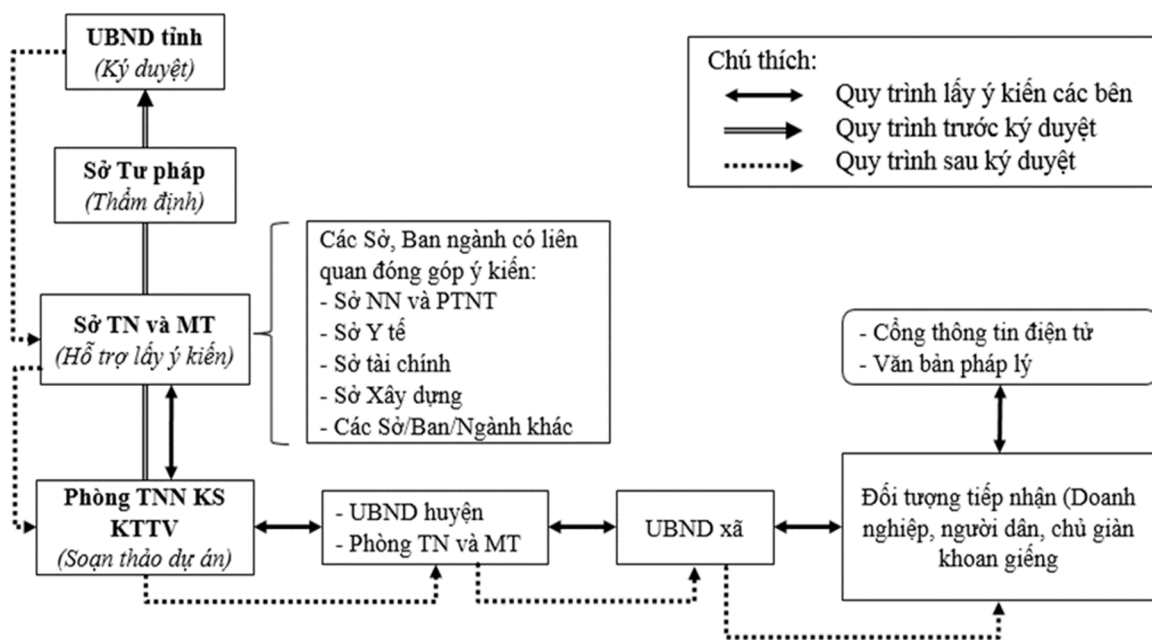 UBND tỉnh
(Ký duyệt)
Chú thích:
Quy trình lấy ý kiến các bên
Quy trình trước ký duyệt
Quy trình sau ký duyệt
Sở Tư pháp
(Thẩm định)
Sở TN và MT
(Hỗ trợ lấy ý kiến)
Các Sở, Ban ngành có liên
quan đóng góp ý kiến:
- Sở NN và PTNT
- Sở Y tế
- Sở tài chính
- Sở Xây dựng
- Các Sở/Ban/Ngành khác
- Cổng thông tin điện tử
- Văn bản pháp lý
Phòng TNN KS
KTTV
(Soạn thảo dự án)
- UBND huyện
- Phòng TN và MT
UBND xã
Đối tượng tiếp nhận (Doanh
nghiệp, người dân, chủ giàn
khoan giếng